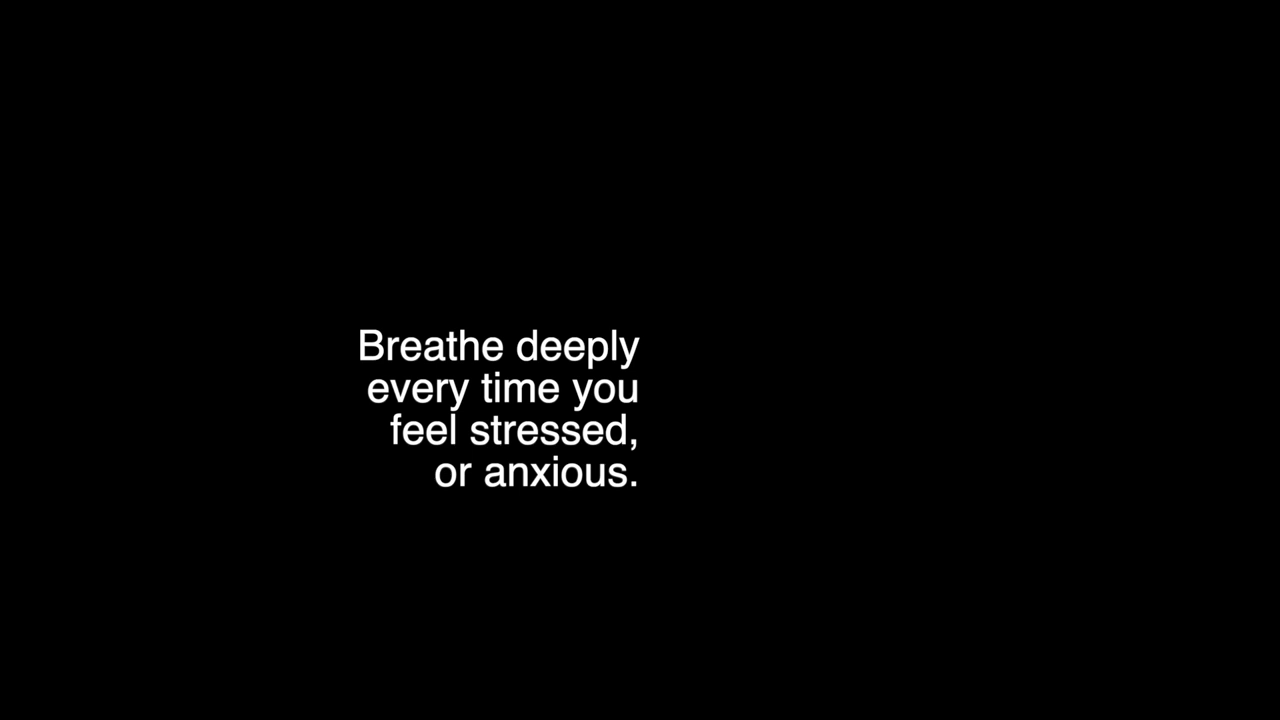 Breathe deeply
every time you
feel stressed,
or anxious.